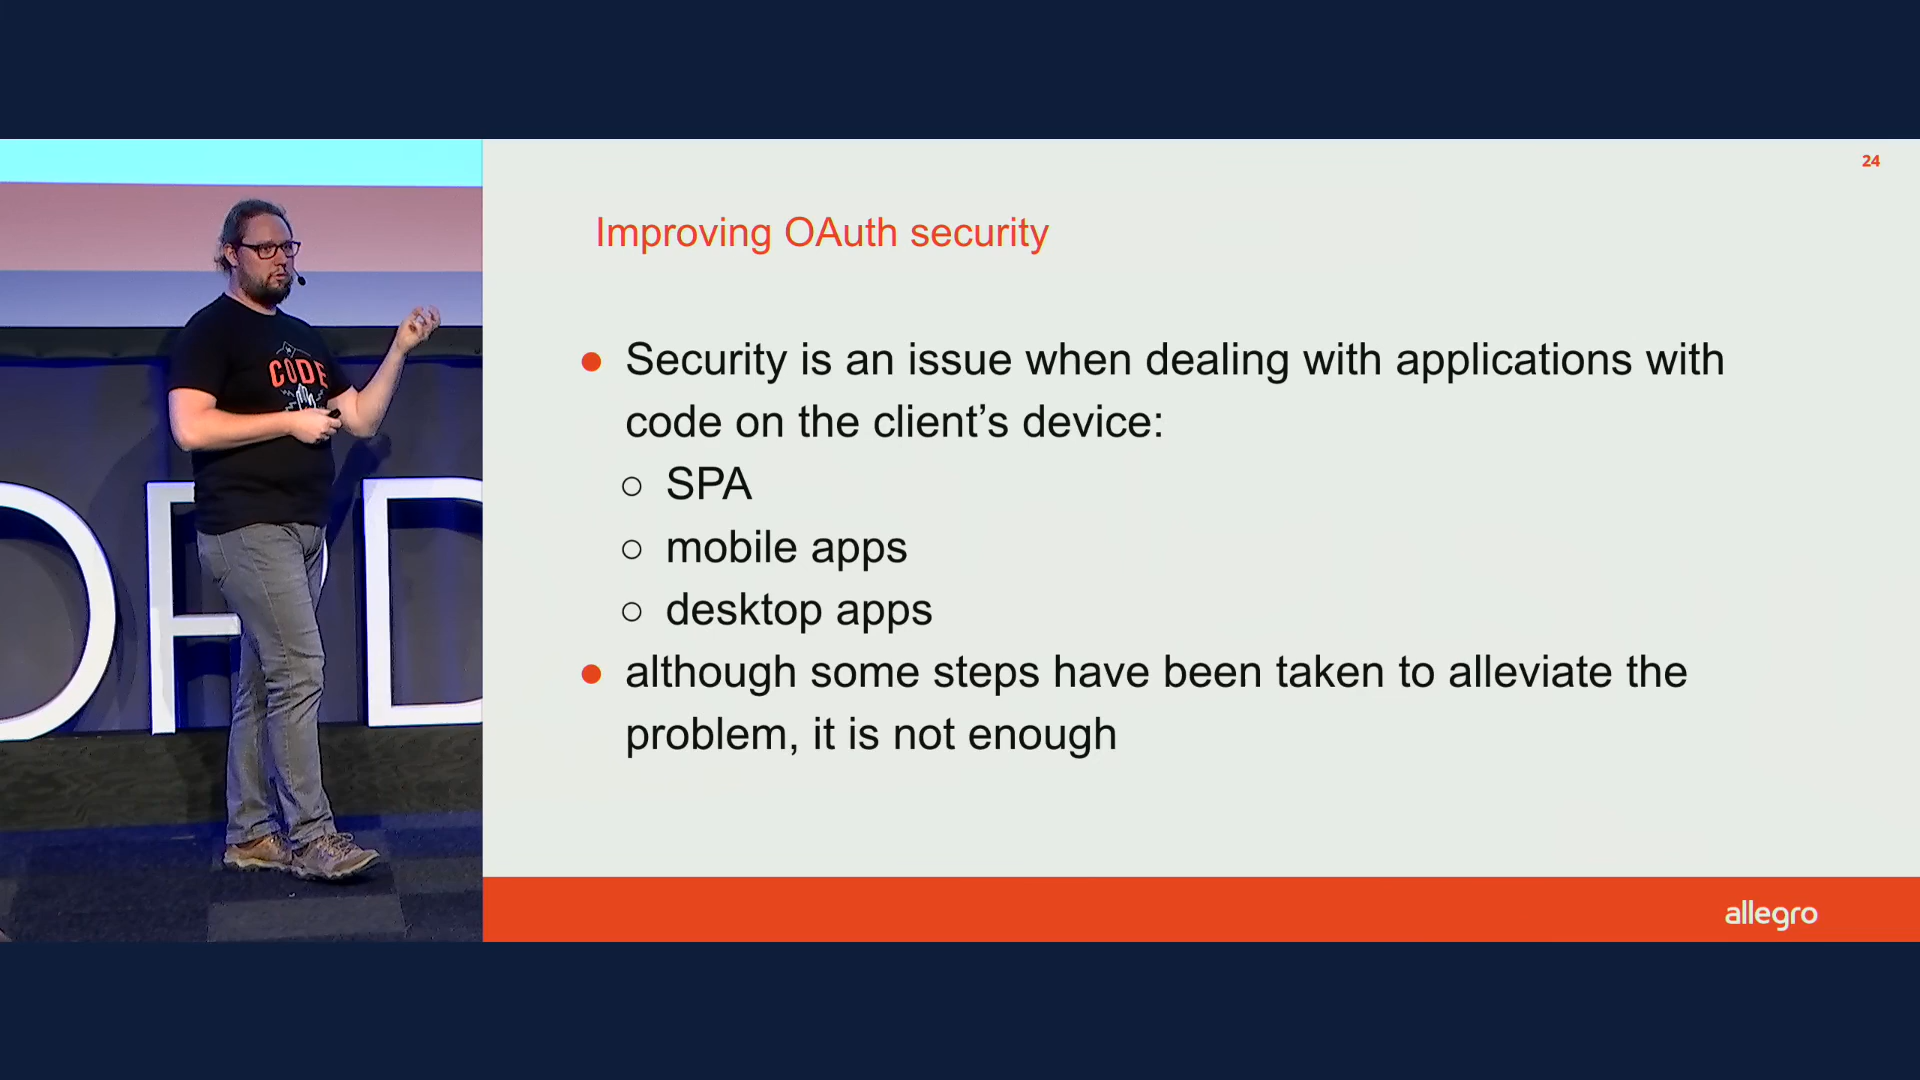 24
Improving OAuth security
Security is an issue when dealing with applications with
code on the client’s device:
SPA
mobile apps
desktop apps
although some steps have been taken to alleviate the
problem, it is not enough
allegro
CODE